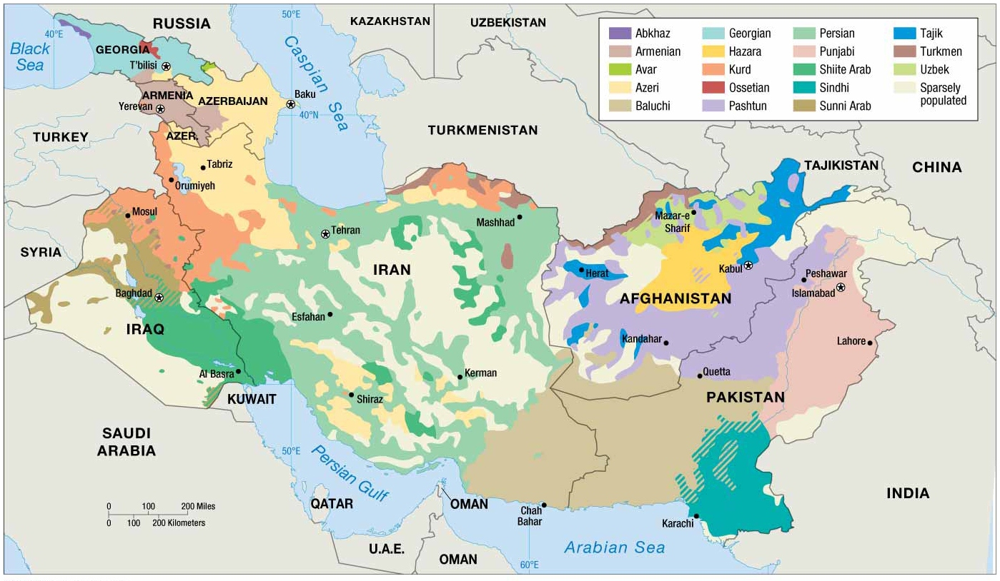 50°E
KAZAKHSTAN
UZBEKISTAN
RUSSIA
40°E
Black
Sea
GEORGIA
T'bilisi
Caspian Sea
ARMENIA
Yerevan
AZERBAIJAN
Baku
40°N
AZER.
TURKEY
TURKMENISTAN
Abkhaz
Armenian
Avar
Azeri
Baluchi
Georgian
Hazara
Kurd
Ossetian
Pashtun
Persian
Punjabi
Shiite Arab
Sindhi
Sunni Arab
Tajik
Turkmen
Uzbek
Sparsely
populated
TAJIKISTAN
CHINA
Tabriz
Orumiyeh
Mosul
Tehran
Mashhad
Mazar-e
Sharif
SYRIA
IRAN
Herat
Kabul
Peshawar
Islamabad
Baghdad
AFGHANISTAN
Esfahan
IRAQ
Kandahar
Lahore
Al Basra
Kerman
Quetta
KUWAIT
Shiraz
PAKISTAN
SAUDI
ARABIA
50°E
Persian Gulf
QATAR
OMAN
INDIA
0 100 200 Miles
0 100 200 Kilometers
Chah
Bahar
Karachi
U.A.E.
OMAN
Arabian Sea
60°E